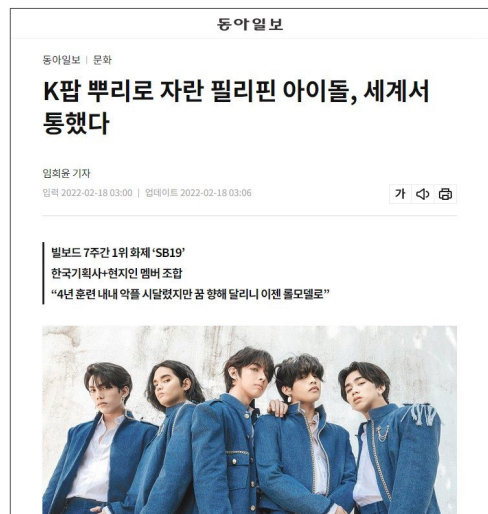 동아일보
동아일보 | 문화
K팝 뿌리로 자란 필리핀 아이돌, 세계서
통했다
임희윤 기자
입력 2022-02-18 03:00 | 업데이트 2022-02-18 03:06
가
빌보드 7주간 1위 화제 ‘SB19’
한국기획사+현지인 멤버 조합
“4년 훈련 내내 악플 시달렸지만 꿈 향해 달리니 이젠 롤모델로”